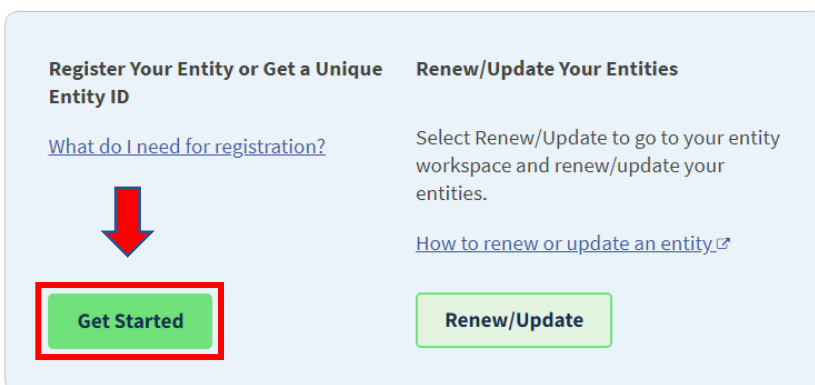 Register Your Entity or Get a Unique
Entity ID
What do I need for registration?
Get Started
Renew/Update Your Entities
Select Renew/Update to go to your entity
workspace and renew/update your
entities.
How to renew or update an entity
Renew/Update